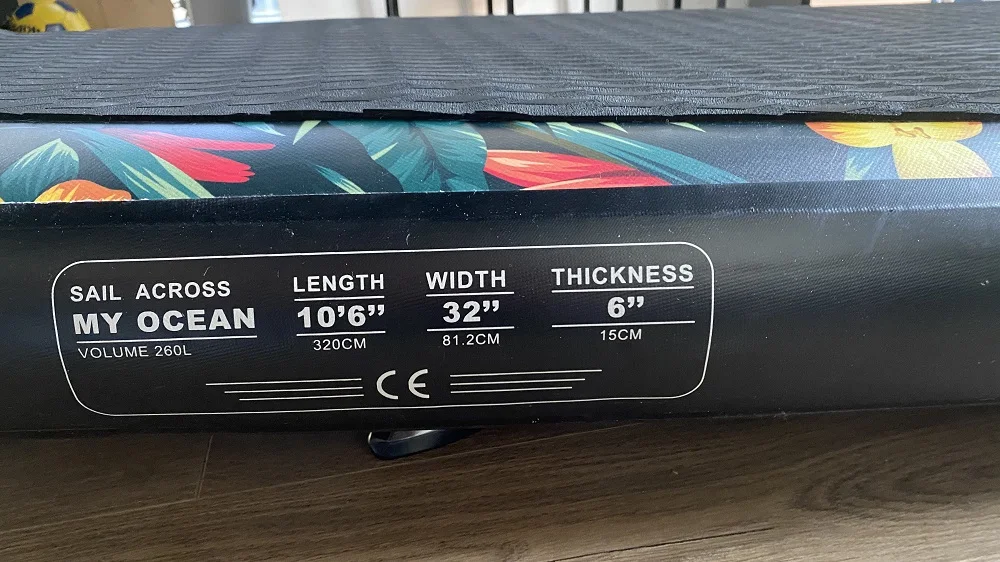 SAIL ACROSS
MY OCEAN
VOLUME 260L
LENGTH
10’6”
320CM
WIDTH
32”
81.2CM
THICKNESS
6”
15CM
CE